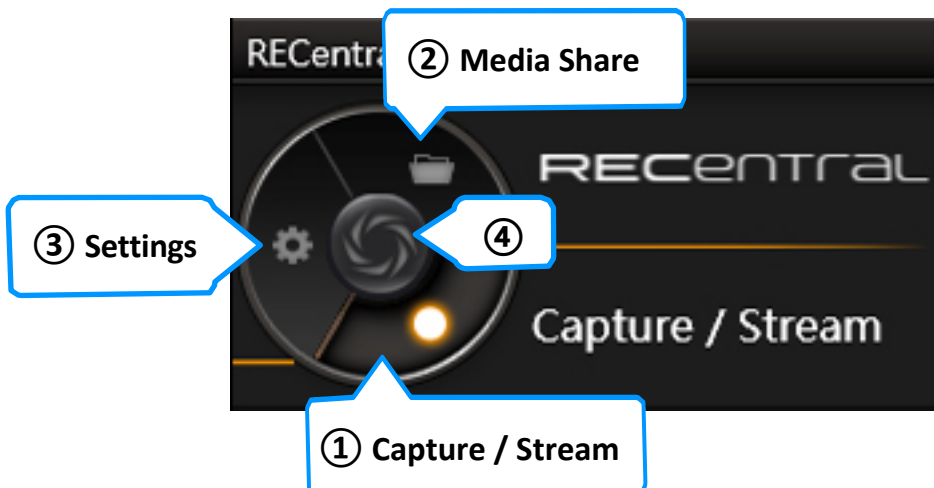 RECentra
② Media Share
RECentral
③ Settings
④
Capture / Stream
① Capture / Stream